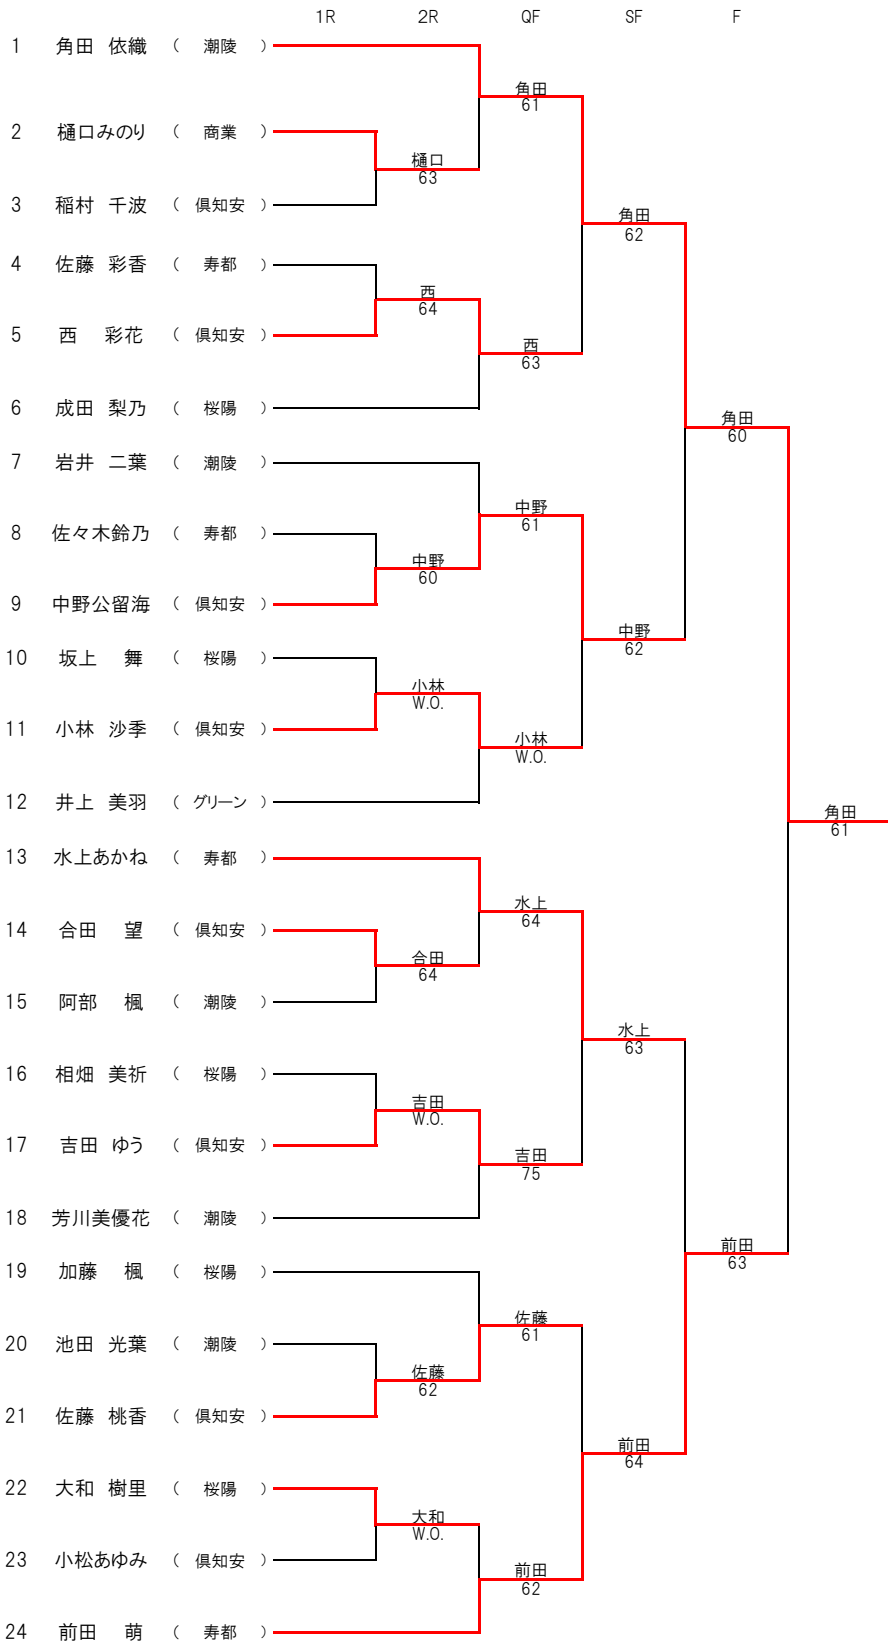 1R 2R QF SF F
1 角田 依織 ( 潮陵 )
角田
61
2 樋口みのり ( 商業 )
樋口
63
3 稲村 千波 ( 倶知安 )
角田
62
4 佐藤 彩香 ( 寿都 )
西
64
5 西 彩花 ( 倶知安 )
西
63
6 成田 梨乃 ( 桜陽 )
角田
60
7 岩井 二葉 ( 潮陵 )
中野
61
8 佐々木鈴乃 ( 寿都 )
中野
60
9 中野公留海 ( 倶知安 )
中野
62
10 坂上 舞 ( 桜陽 )
小林
W.O.
11 小林 沙季 ( 倶知安 )
小林
W.O.
12 井上 美羽 ( グリーン )
角田
61
13 水上あかね ( 寿都 )
水上
64
14 合田 望 ( 倶知安 )
合田
64
15 阿部 楓 ( 潮陵 )
水上
63
16 相畑 美祈 ( 桜陽 )
吉田
W.O.
17 吉田 ゆう ( 倶知安 )
吉田
75
18 芳川美優花 ( 潮陵 )
前田
63
19 加藤 楓 ( 桜陽 )
佐藤
61
20 池田 光葉 ( 潮陵 )
佐藤
62
21 佐藤 桃香 ( 倶知安 )
前田
64
22 大和 樹里 ( 桜陽 )
大和
W.O.
23 小松あゆみ ( 倶知安 )
前田
62
24 前田 萌 ( 寿都 )